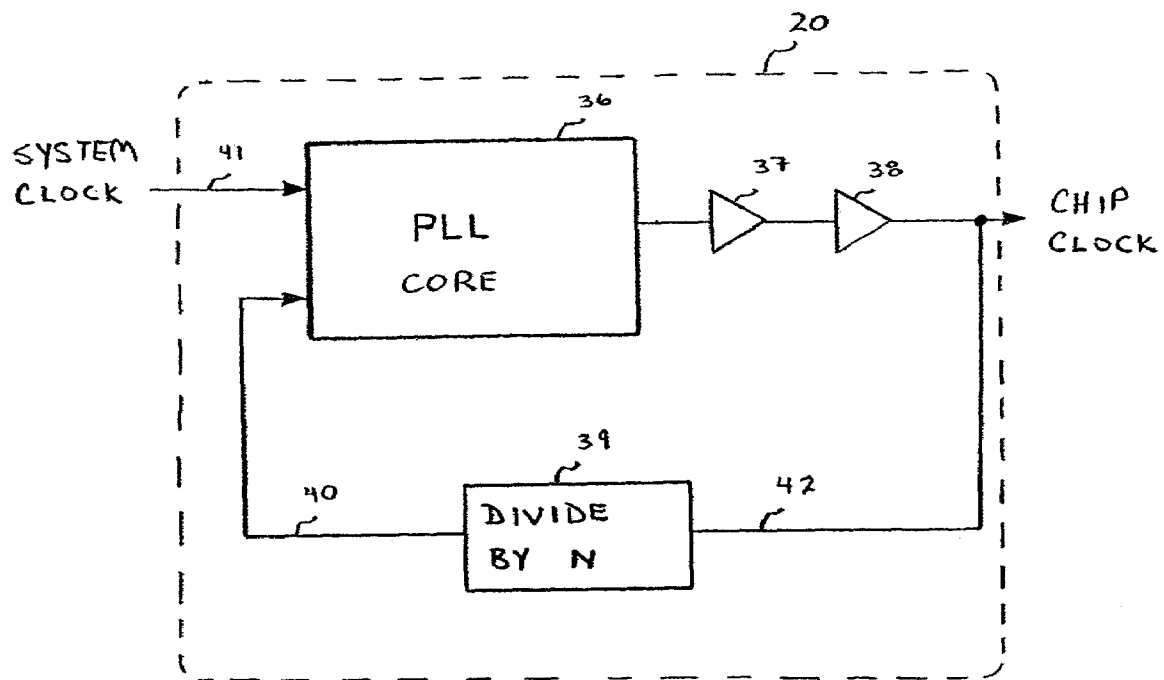 20
36
SYSTEM
CLOCK
41
37
38
PLL
CORE
CHIP
CLOCK
39
40
DIVIDE
BY N
42